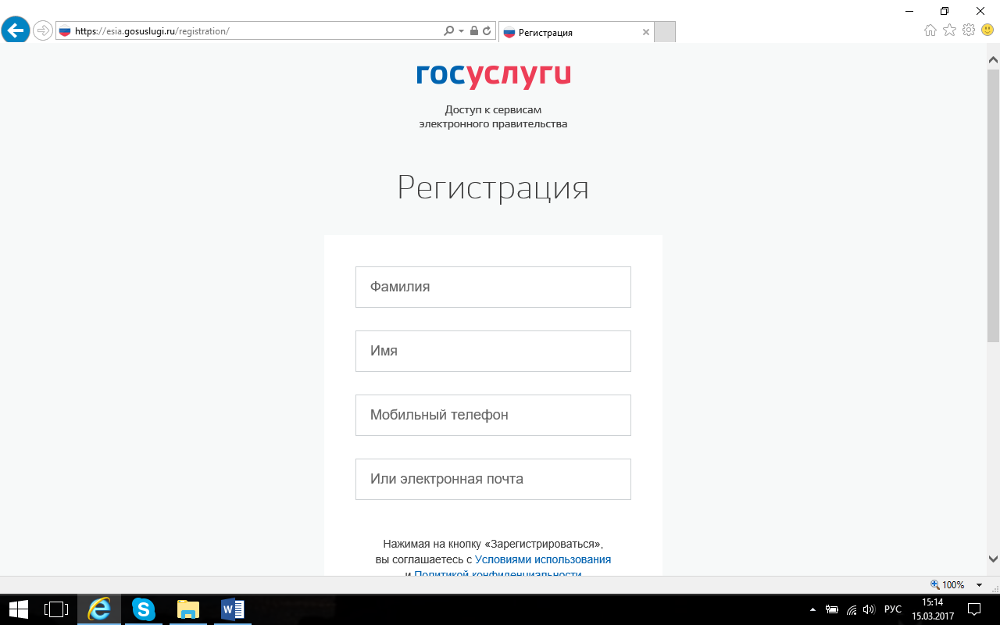 https://esia.gosuslugi.ru/registration/
Регистрация
госуслуги
Доступ к сервисам
электронного правительства
Регистрация
Фамилия
Имя
Мобильный телефон
Или электронная почта
Нажимая на кнопку «Зарегистрироваться»,
вы соглашаетесь с Условиями использования
и Политикой конфиденциальности
100%
РУС
15:14
15.03.2017